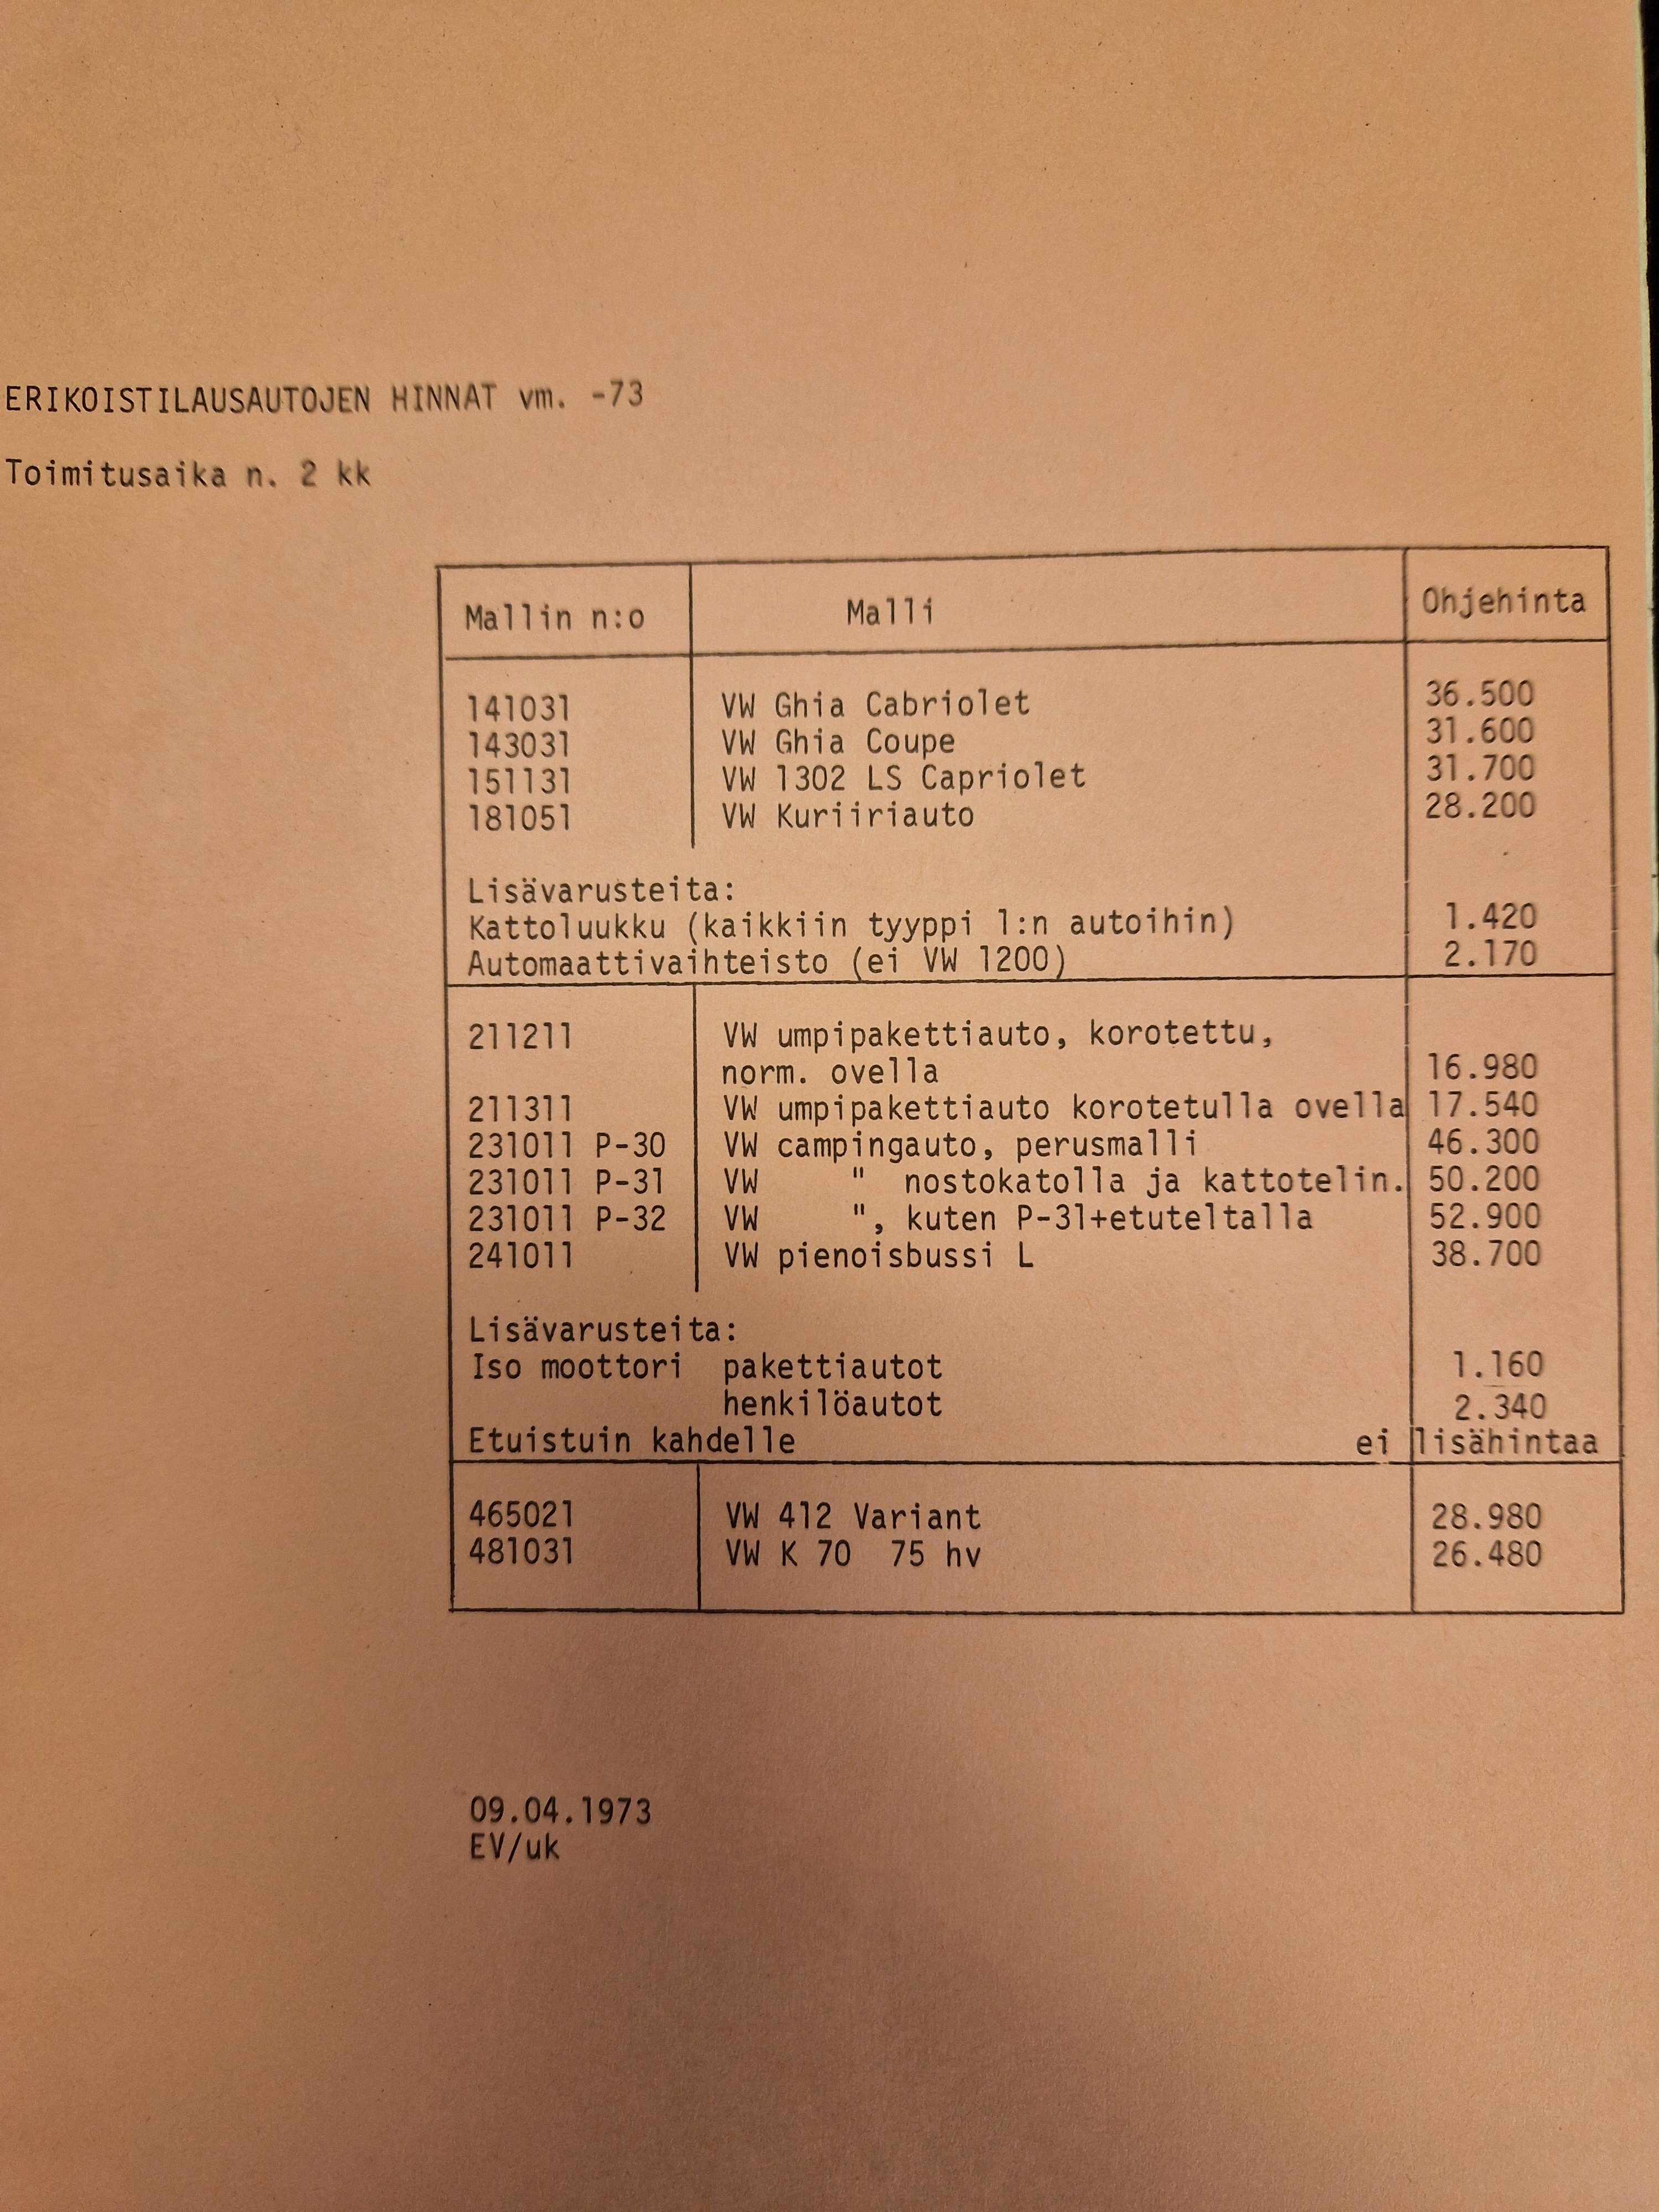 ERIKOISTILAUSAUTOJEN HINNAT vm. -73
Toimitusaika n. 2 kk
Mallin n:o Malli Ohjehinta
141031 VW Ghia Cabriolet 36.500
143031 VW Ghia Coupe 31.600
151131 VW 1302 LS Capriolet 31.700
181051 VW Kuriiriauto 28.200
Lisävarusteita:
Kattoluukku (kaikkiin tyyppi 1:n autoihin) 1.420
Automaattivaihteisto (ei VW 1200) 2.170
211211 VW umpipakettiauto, korotettu,
norm. ovella 16.980
211311 VW umpipakettiauto korotetulla ovella 17.540
231011 P-30 VW campingauto, perusmalli 46.300
231011 P-31 VW " nostokatolla ja kattotelin. 50.200
231011 P-32 VW ", kuten P-31+etuteltalla 52.900
241011 VW pienoisbussi L 38.700
Lisävarusteita:
Iso moottori pakettiautot 1.160
henkilöautot 2.340
Etuistuin kahdelle ei lisähintaa
465021 VW 412 Variant 28.980
481031 VW K 70 75 hv 26.480
09.04.1973
EV/uk